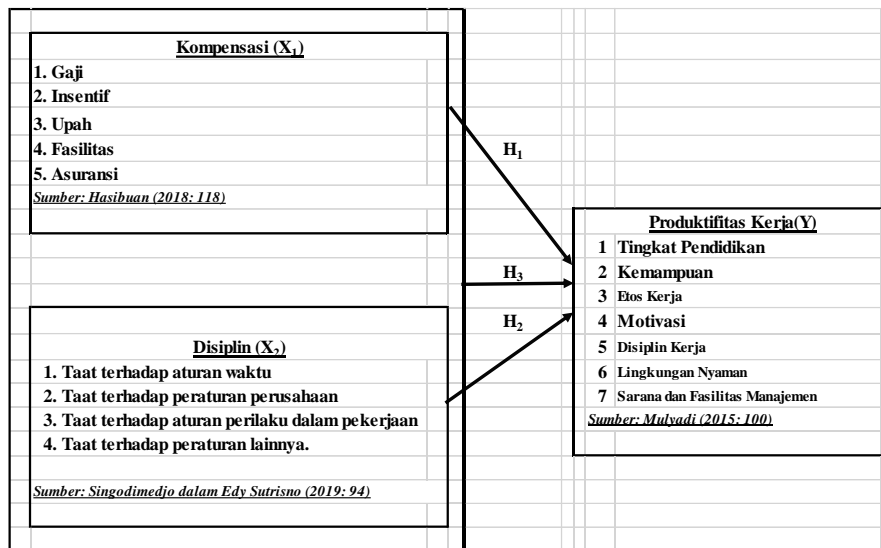 Kompensasi (X₁)
1. Gaji
2. Insentif
3. Upah
4. Fasilitas
5. Asuransi
Sumber: Hasibuan (2018: 118)
H₁
H₃
H₂
Disiplin (X₂)
1. Taat terhadap aturan waktu
2. Taat terhadap peraturan perusahaan
3. Taat terhadap aturan perilaku dalam pekerjaan
4. Taat terhadap peraturan lainnya.
Sumber: Singodimedjo dalam Edy Sutrisno (2019: 94)
Produktifitas Kerja(Y)
1 Tingkat Pendidikan
2 Kemampuan
3 Etos Kerja
4 Motivasi
5 Disiplin Kerja
6 Lingkungan Nyaman
7 Sarana dan Fasilitas Manajemen
Sumber: Mulyadi (2015: 100)